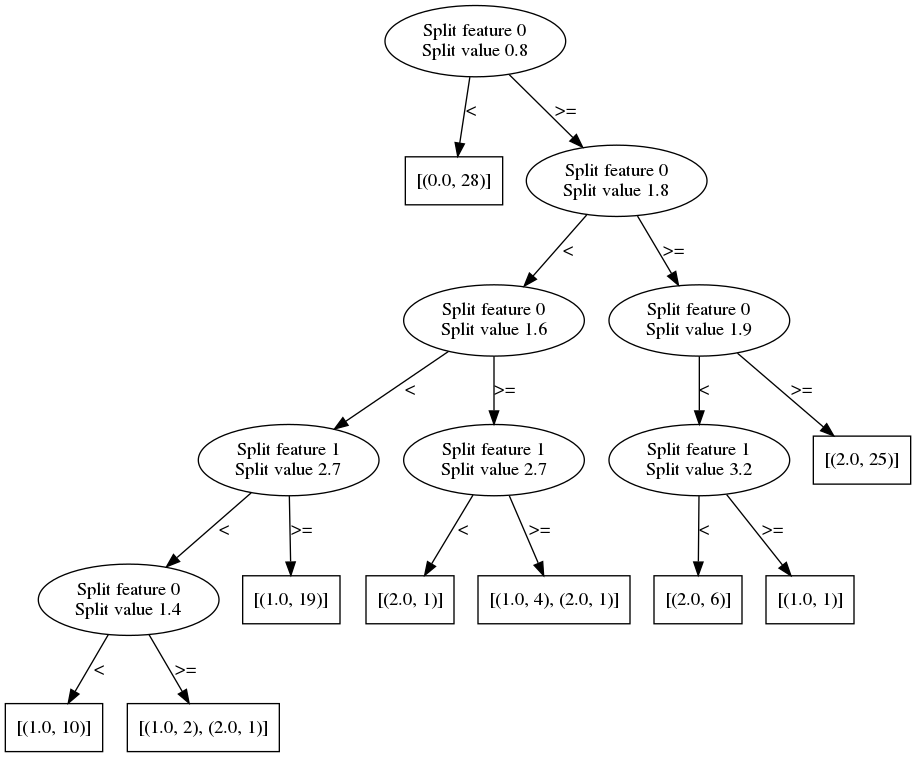 Split feature 0
Split value 0.8
<
>=
[(0.0, 28)]
Split feature 0
Split value 1.8
<
>=
Split feature 0
Split value 1.6
Split feature 0
Split value 1.9
<
>=
<
>=
Split feature 1
Split value 2.7
Split feature 1
Split value 2.7
Split feature 1
Split value 3.2
[(2.0, 25)]
<
>=
<
>=
<
>=
Split feature 0
Split value 1.4
[(1.0, 19)]
[(2.0, 1)]
[(1.0, 4), (2.0, 1)]
[(2.0, 6)]
[(1.0, 1)]
<
>=
[(1.0, 10)]
[(1.0, 2), (2.0, 1)]